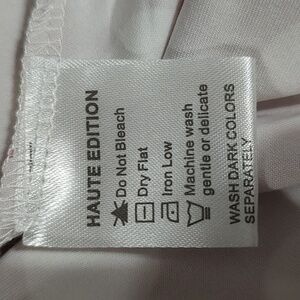 HAUTE EDITION
Do Not Bleach
Dry Flat
Iron Low
Machine wash
gentle or delicate
WASH DARK COLORS
SEPARATELY